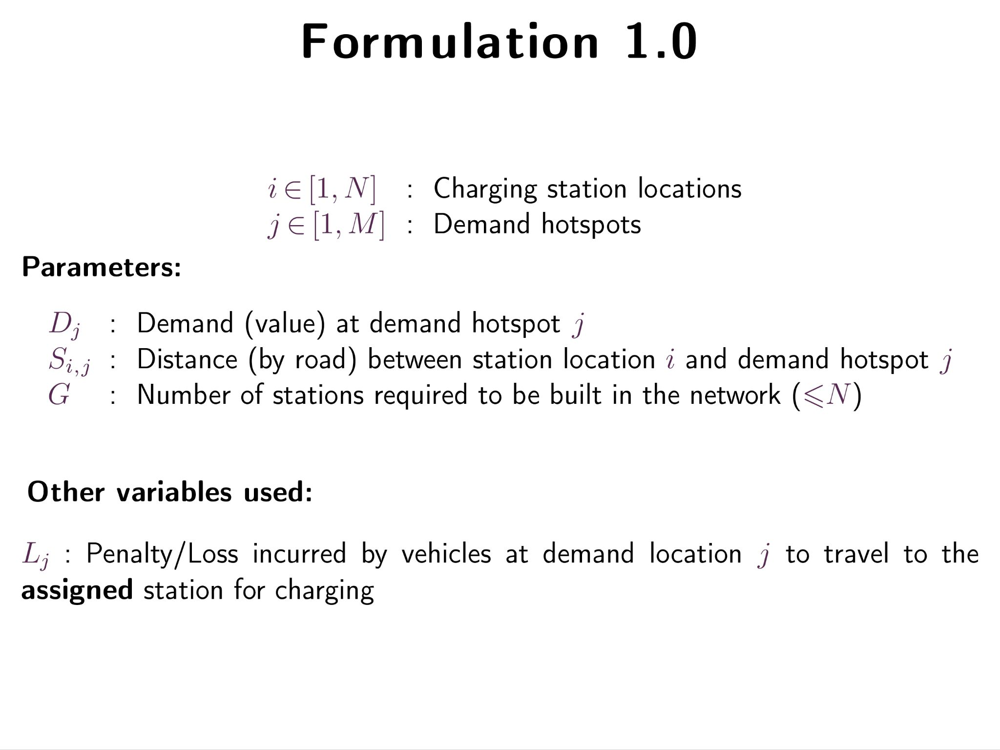 Formulation 1.0
i ∈ [1, N] : Charging station locations
j ∈ [1, M] : Demand hotspots
Parameters:
D_j : Demand (value) at demand hotspot j
S_{i,j} : Distance (by road) between station location i and demand hotspot j
G : Number of stations required to be built in the network (⩽N)
Other variables used:
L_j : Penalty/Loss incurred by vehicles at demand location j to travel to the
assigned station for charging